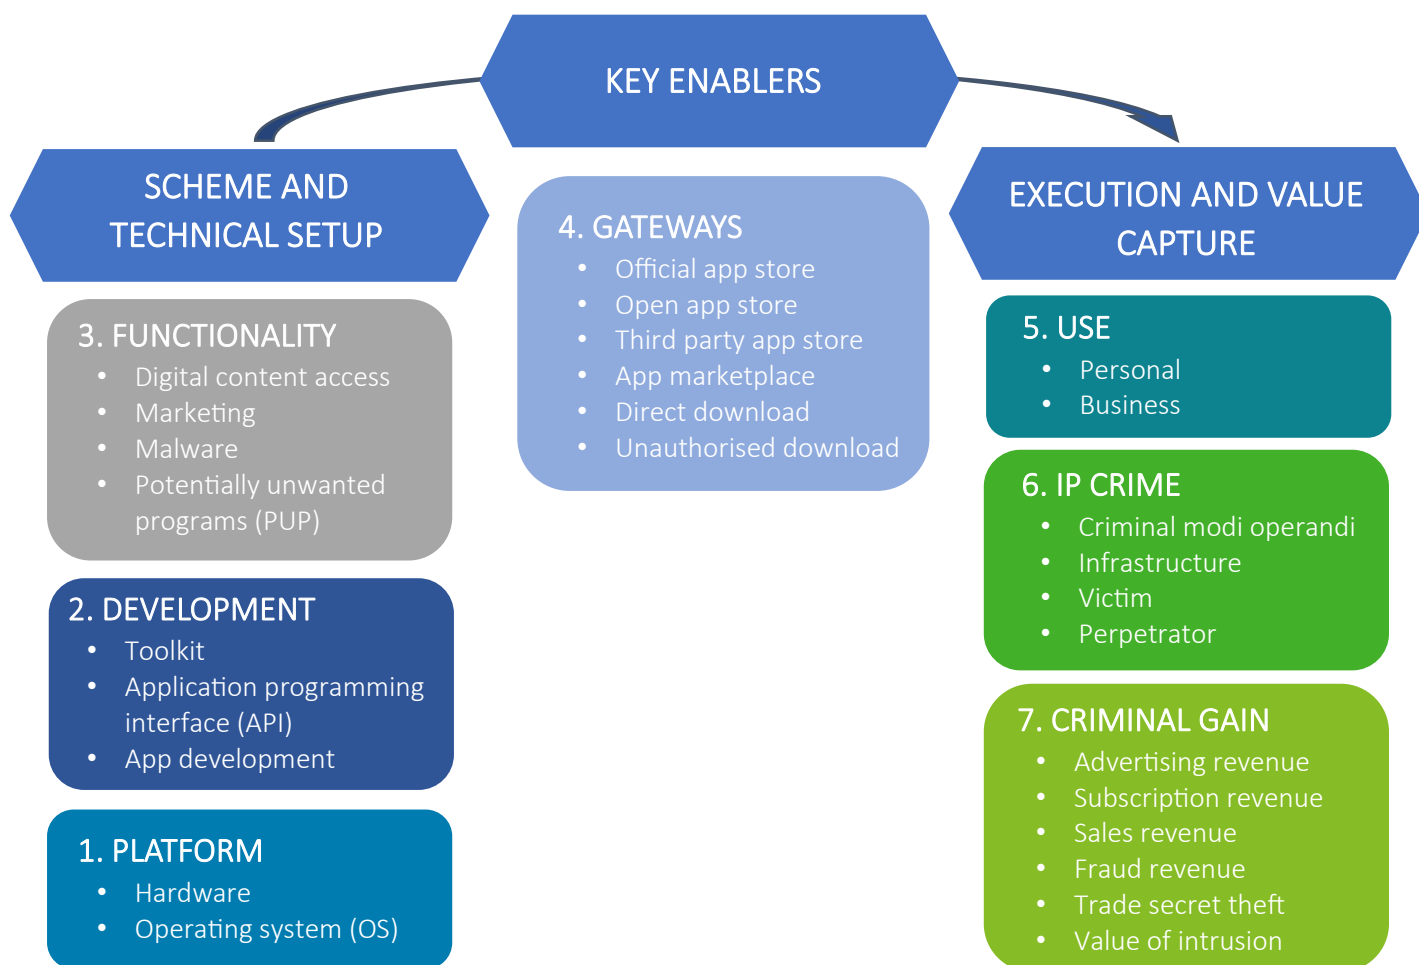 KEY ENABLERS
SCHEME AND
TECHNICAL SETUP
3. FUNCTIONALITY
• Digital content access
• Marketing
• Malware
• Potentially unwanted
programs (PUP)
2. DEVELOPMENT
• Toolkit
• Application programming
interface (API)
• App development
1. PLATFORM
• Hardware
• Operating system (OS)
4. GATEWAYS
• Official app store
• Open app store
• Third party app store
• App marketplace
• Direct download
• Unauthorised download
EXECUTION AND VALUE
CAPTURE
5. USE
• Personal
• Business
6. IP CRIME
• Criminal modi operandi
• Infrastructure
• Victim
• Perpetrator
7. CRIMINAL GAIN
• Advertising revenue
• Subscription revenue
• Sales revenue
• Fraud revenue
• Trade secret theft
• Value of intrusion